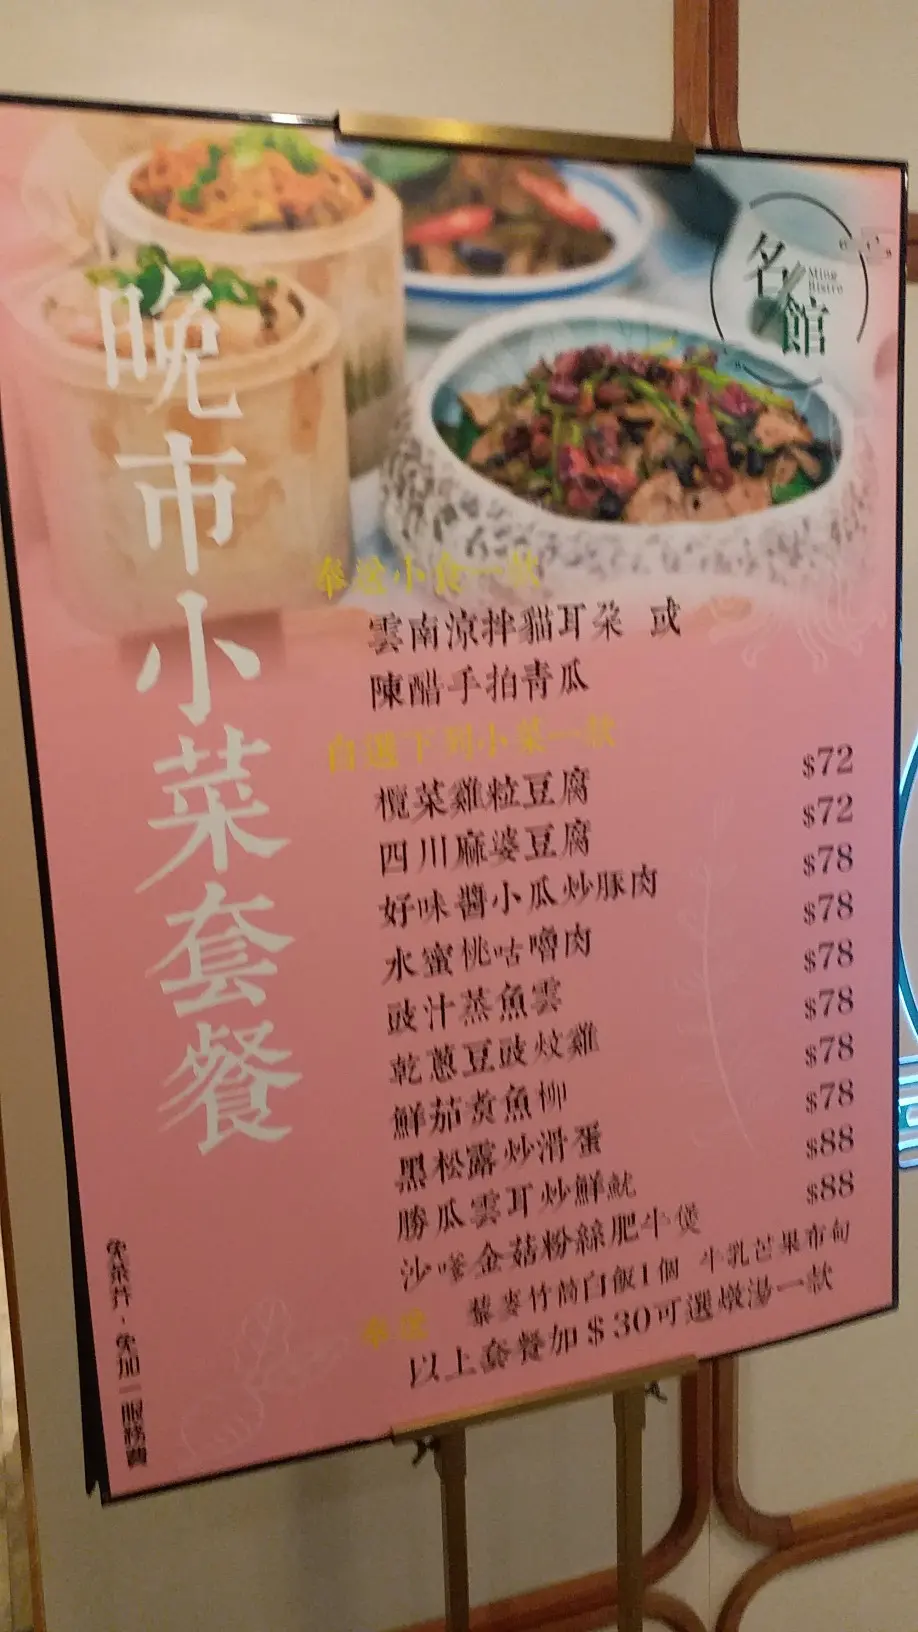 名館
Ming
Bistro
晚市小菜套餐
奉送小食一款
雲南涼拌貓耳朵 或
陳醋手拍青瓜
自選下列小菜一款
欖菜雞粒豆腐 $72
四川麻婆豆腐 $72
好味醬小瓜炒豚肉 $78
水蜜桃咕嚕肉 $78
豉汁蒸魚雲 $78
乾蔥豆豉炆雞 $78
鮮茄煮魚柳 $78
黑松露炒滑蛋 $78
勝瓜雲耳炒鮮魷 $88
沙嗲金菇粉絲肥牛煲 $88
奉送 藜麥竹筒白飯1個 牛乳芒果布甸
以上套餐加$30可選燉湯一款
免茶芥,免加一服務費